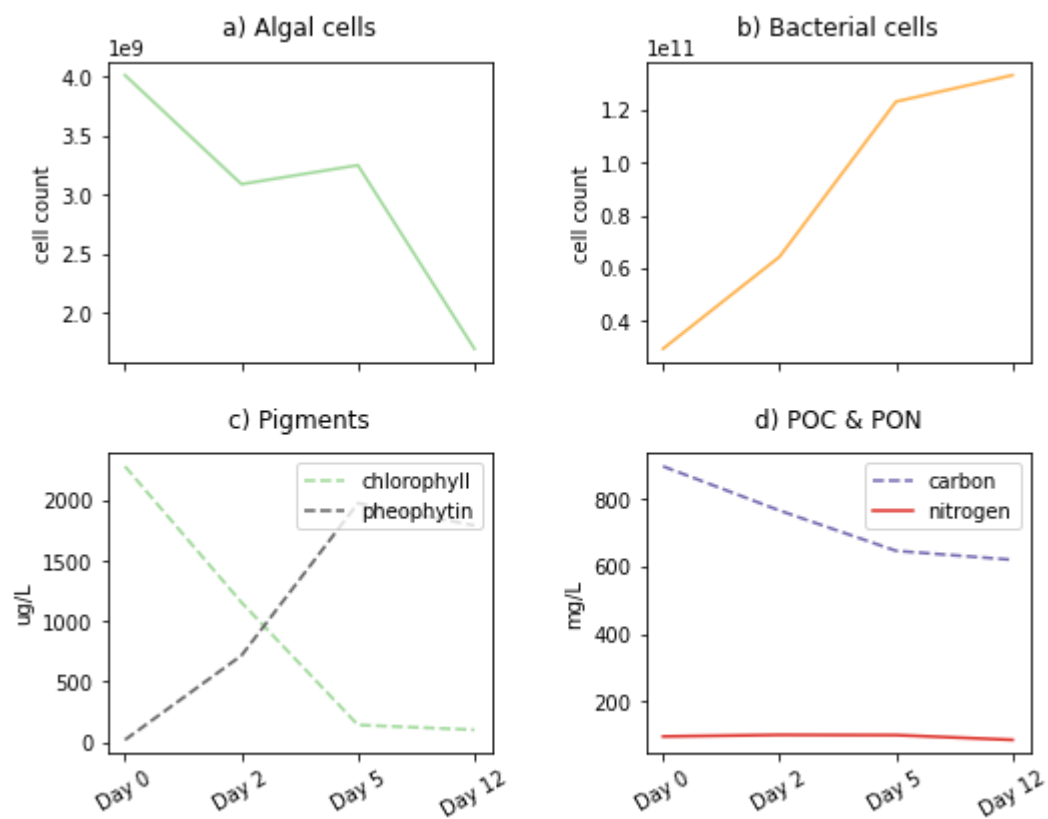 a) Algal cells
1e9
4.0
3.5
3.0
2.5
2.0
cell count
b) Bacterial cells
1e11
1.2
1.0
0.8
0.6
0.4
cell count
c) Pigments
chlorophyll
pheophytin
2000
1500
1000
500
0
ug/L
Day 0 Day 2 Day 5 Day 12
d) POC & PON
carbon
nitrogen
800
600
400
200
mg/L
Day 0 Day 2 Day 5 Day 12